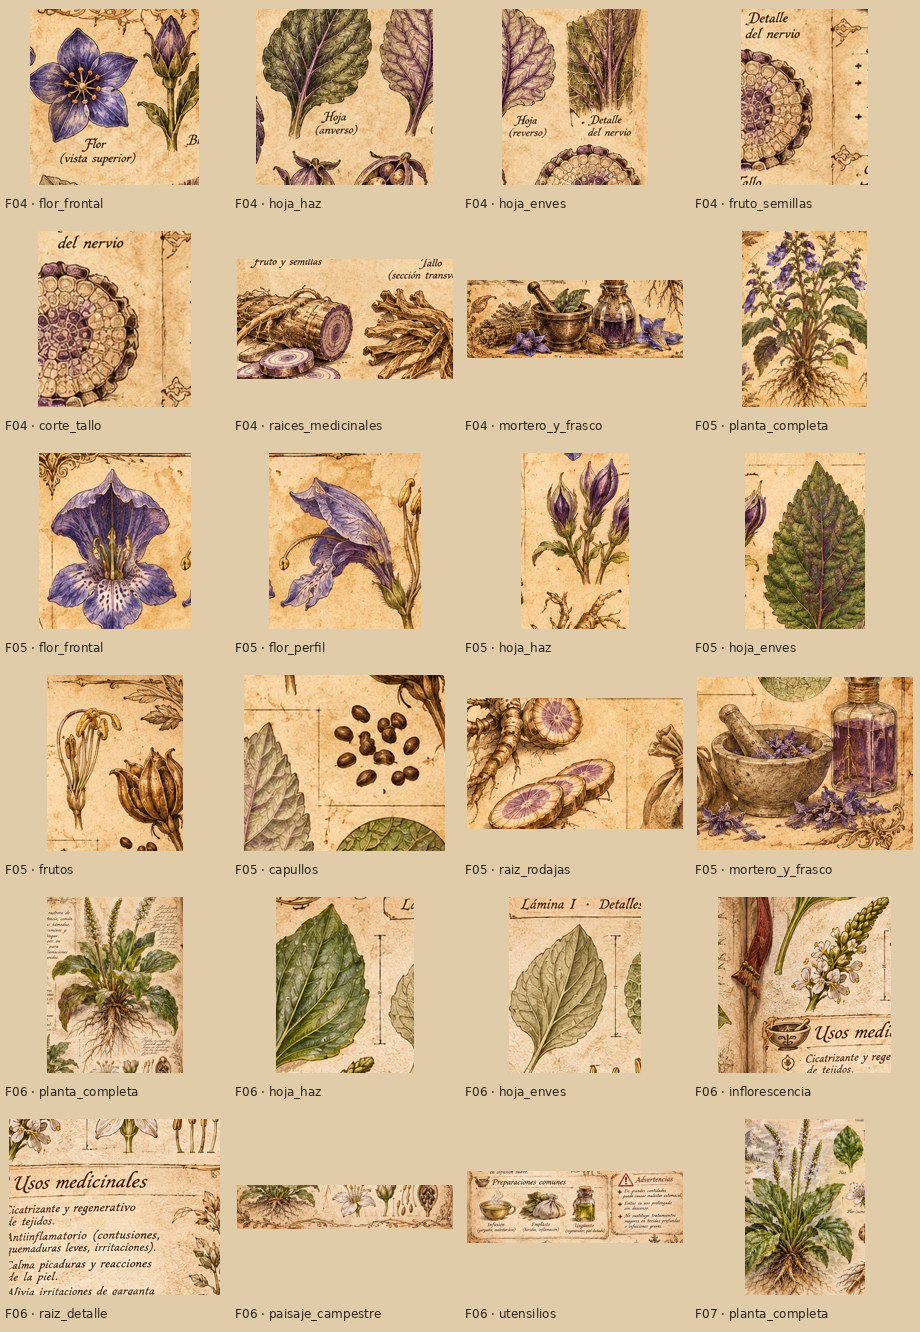 Flor
(vista superior)
Hoja
(anverso)
Hoja
(reverso)
Detalle
del nervio
Detalle
del nervio
F04 · flor_frontal
F04 · hoja_haz
F04 · hoja_enves
F04 · fruto_semillas
del nervio
Fruto y semillas
Tallo
(sección transv
F04 · corte_tallo
F04 · raices_medicinales
F04 · mortero_y_frasco
F05 · planta_completa
F05 · flor_frontal
F05 · flor_perfil
F05 · hoja_haz
F05 · hoja_enves
F05 · frutos
F05 · capullos
F05 · raiz_rodajas
F05 · mortero_y_frasco
Lámina I · Detalles
Usos medi
Cicatrizante y rege
de tejidos.
F06 · planta_completa
F06 · hoja_haz
F06 · hoja_enves
F06 · inflorescencia
Usos medicinales
Cicatrizante y regenerativo
de tejidos.
Antiinflamatorio (contusiones,
quemaduras leves, irritaciones).
Calma picaduras y reacciones
de la piel.
Alivia irritaciones de garganta
Preparaciones comunes
Advertencias
Infusión
Emplasto
Ungüento
F06 · raiz_detalle
F06 · paisaje_campestre
F06 · utensilios
F07 · planta_completa